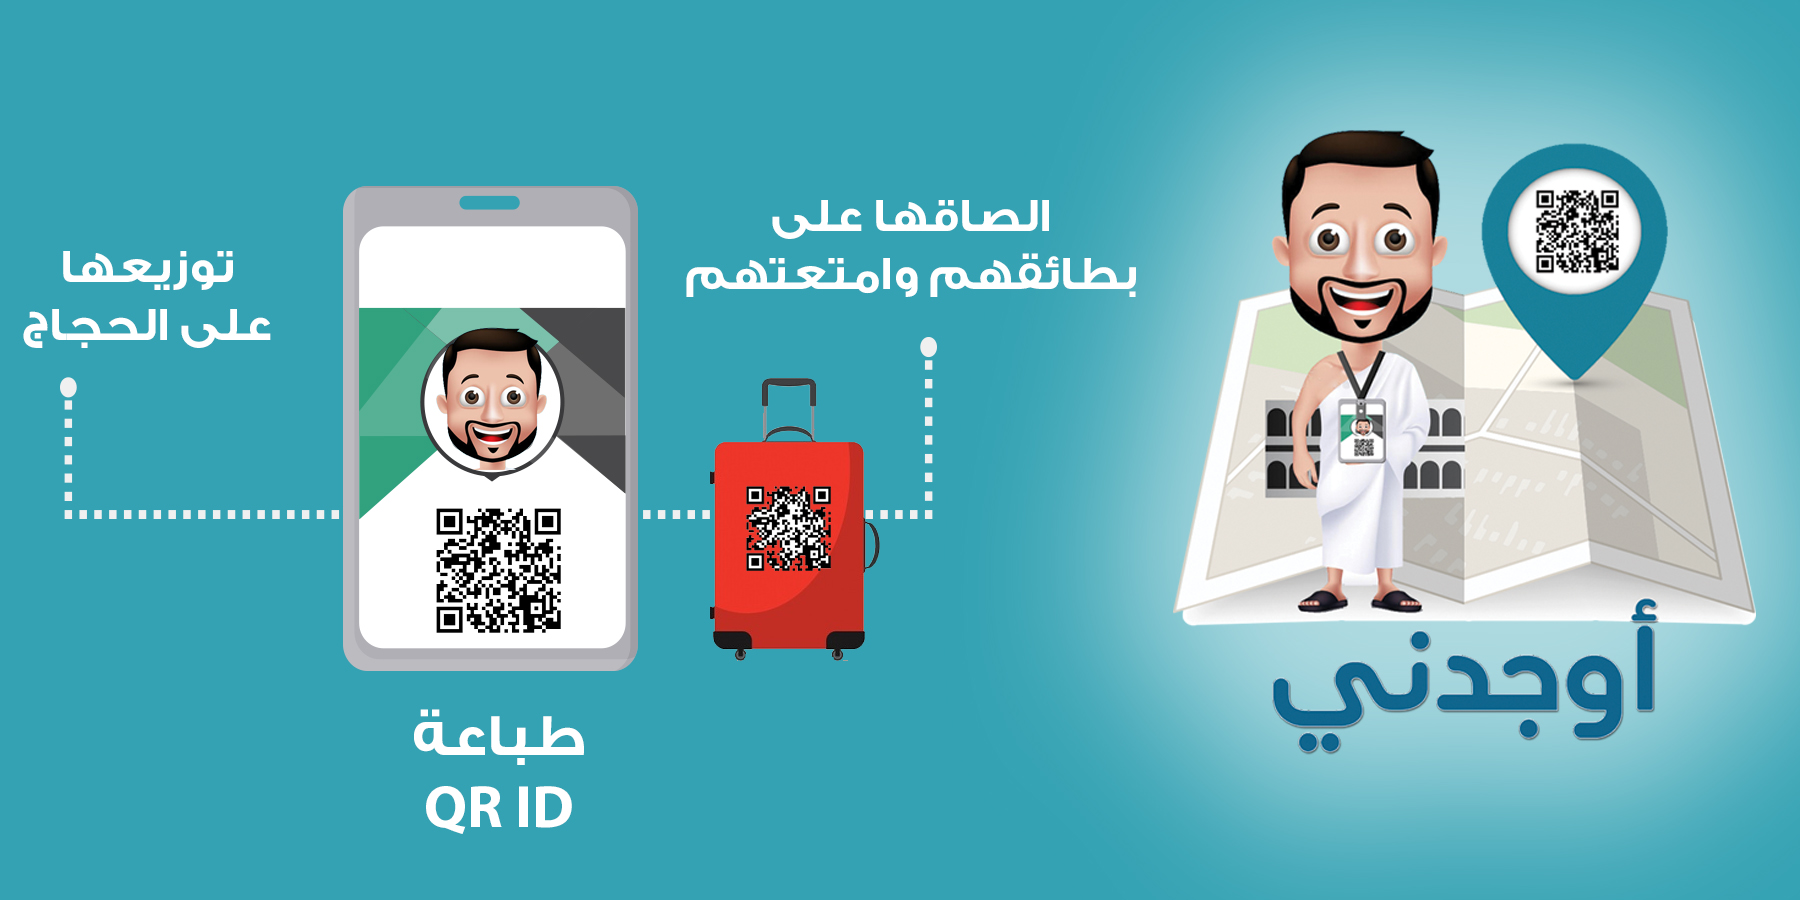 أوجدني
الصاقها على
بطائقهم وامتعتهم
توزيعها
على الحجاج
طباعة
QR ID